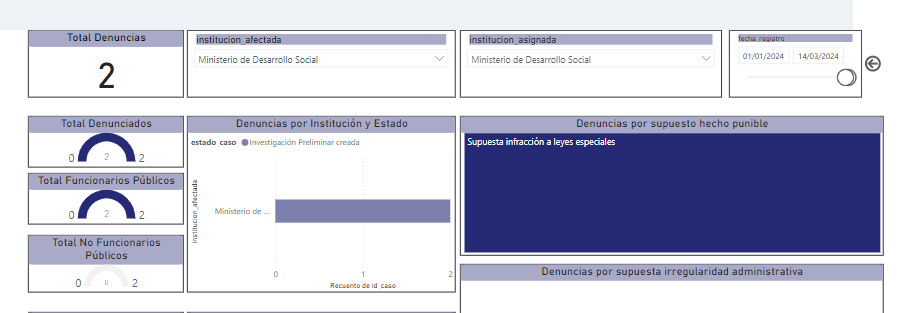 Total Denuncias
2
institucion_afectada
Ministerio de Desarrollo Social
institucion_asignada
Ministerio de Desarrollo Social
fecha_registro
01/01/2024 14/03/2024
Total Denunciados
0 2 2
Total Funcionarios Públicos
0 2 2
Total No Funcionarios
Públicos
0 0 2
Denuncias por Institución y Estado
estado_caso Investigación Preliminar creada
institucion_afectada
Ministerio de ...
0 1 2
Recuento de id_caso
Denuncias por supuesto hecho punible
Supuesta infracción a leyes especiales
Denuncias por supuesta irregularidad administrativa